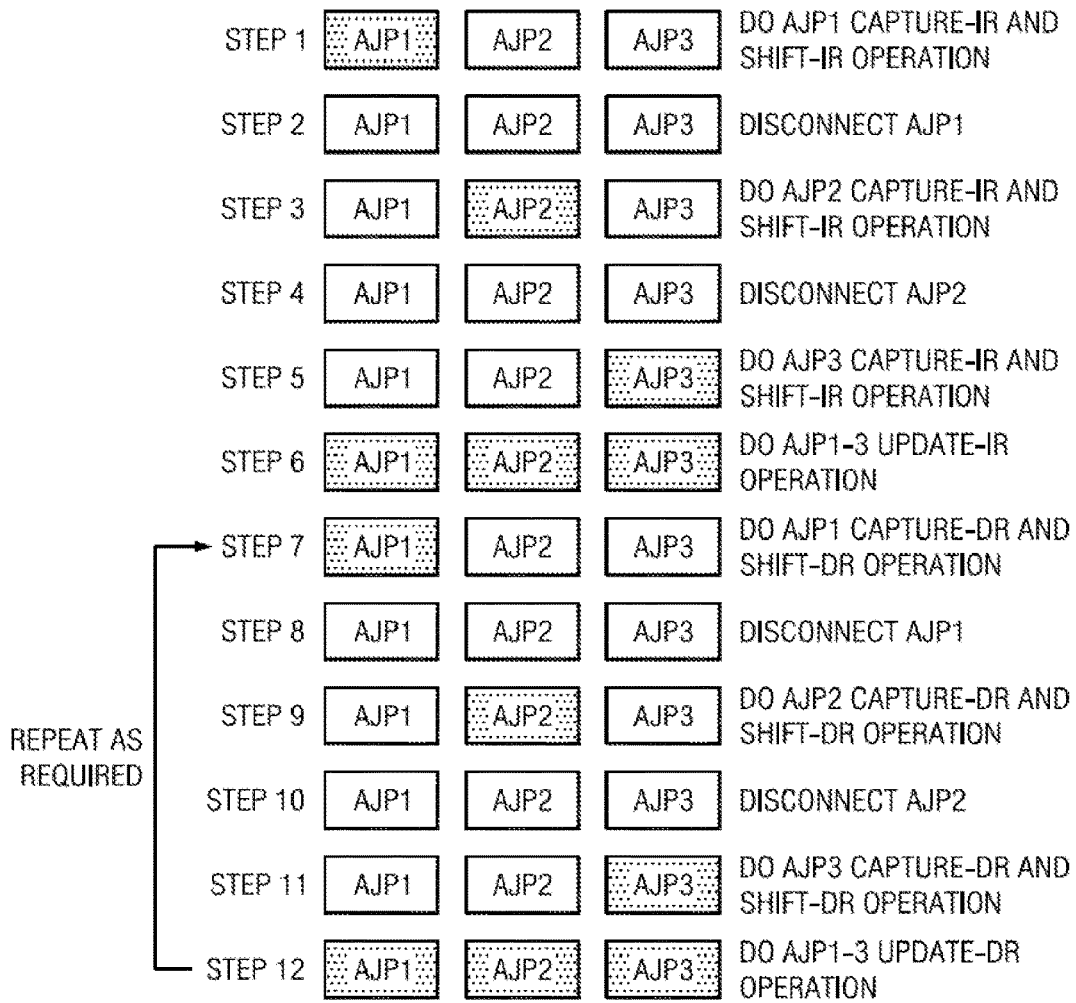 STEP 1 AJP1 AJP2 AJP3 DO AJP1 CAPTURE-IR AND
SHIFT-IR OPERATION
STEP 2 AJP1 AJP2 AJP3 DISCONNECT AJP1
STEP 3 AJP1 AJP2 AJP3 DO AJP2 CAPTURE-IR AND
SHIFT-IR OPERATION
STEP 4 AJP1 AJP2 AJP3 DISCONNECT AJP2
STEP 5 AJP1 AJP2 AJP3 DO AJP3 CAPTURE-IR AND
SHIFT-IR OPERATION
STEP 6 AJP1 AJP2 AJP3 DO AJP1-3 UPDATE-IR
OPERATION
STEP 7 AJP1 AJP2 AJP3 DO AJP1 CAPTURE-DR AND
SHIFT-DR OPERATION
STEP 8 AJP1 AJP2 AJP3 DISCONNECT AJP1
STEP 9 AJP1 AJP2 AJP3 DO AJP2 CAPTURE-DR AND
SHIFT-DR OPERATION
REPEAT AS
REQUIRED
STEP 10 AJP1 AJP2 AJP3 DISCONNECT AJP2
STEP 11 AJP1 AJP2 AJP3 DO AJP3 CAPTURE-DR AND
SHIFT-DR OPERATION
STEP 12 AJP1 AJP2 AJP3 DO AJP1-3 UPDATE-DR
OPERATION